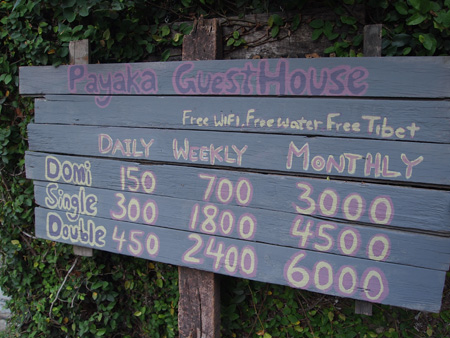 Payaka GuestHouse
Free WiFi.Free water.Free Tibet
Daily Weekly Monthly
Domi 150 700 3000
Single 300 1800 4500
Double 450 2400 6000